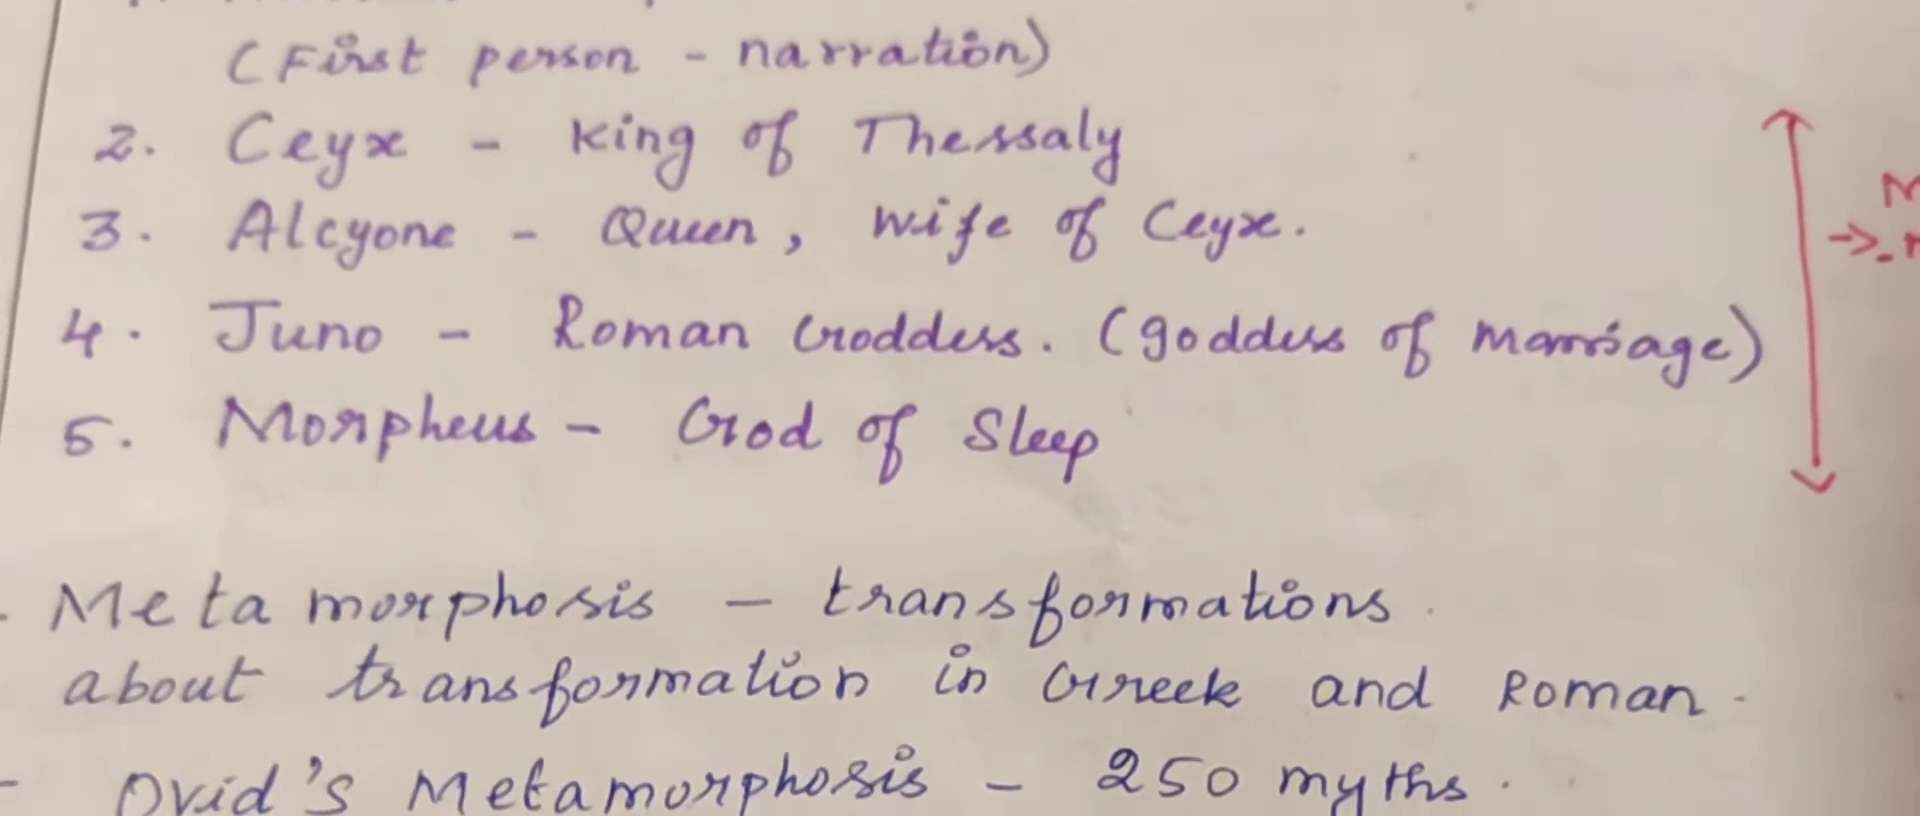 (First person - narration)
2. Ceyx - King of Thessaly
3. Alcyone - Queen, wife of Ceyx.
4. Juno - Roman Goddess. (goddess of Marriage)
5. Morpheus - God of Sleep
Metamorphosis - transformations.
about transformation in Greek and Roman.
- Ovid's Metamorphosis - 250 myths.